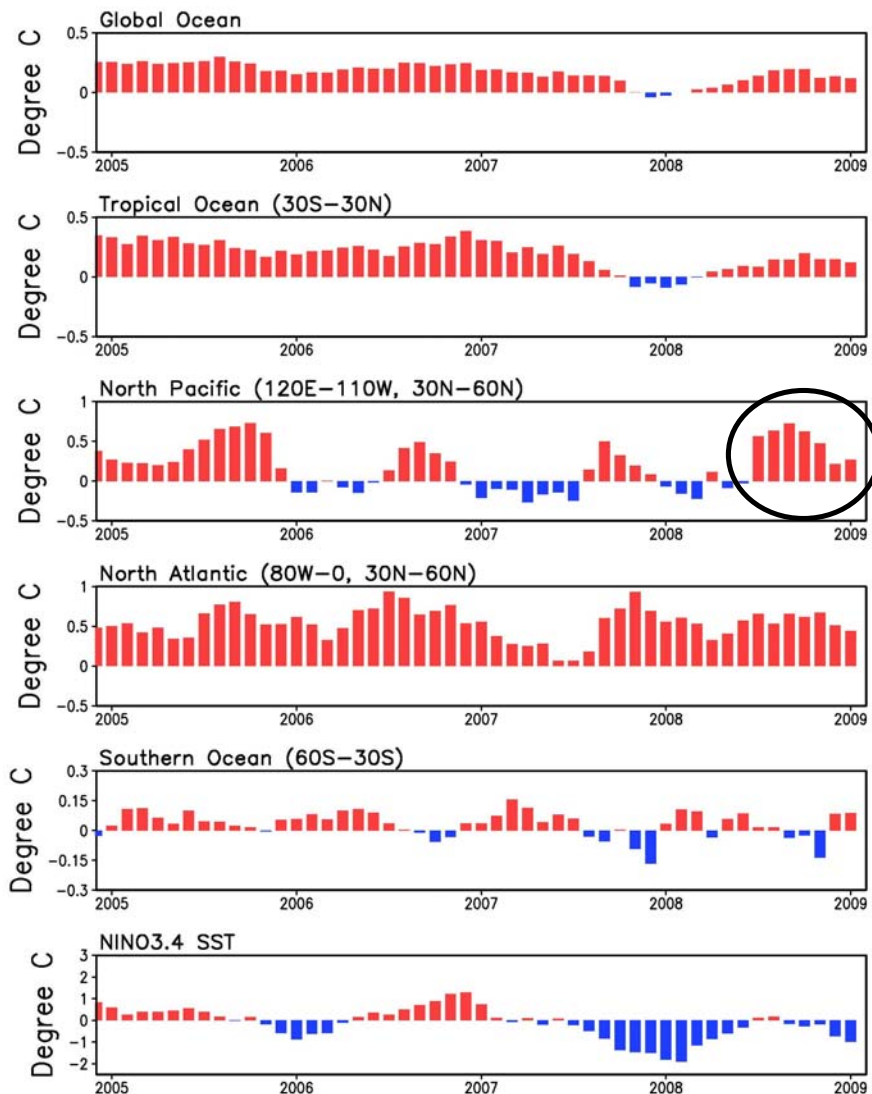 Global Ocean
Degree C
0.5
0
-0.5
2005 2006 2007 2008 2009
Tropical Ocean (30S-30N)
Degree C
0.5
0
-0.5
2005 2006 2007 2008 2009
North Pacific (120E-110W, 30N-60N)
Degree C
1
0.5
0
-0.5
2005 2006 2007 2008 2009
North Atlantic (80W-0, 30N-60N)
Degree C
1
0.5
0
-0.5
2005 2006 2007 2008 2009
Southern Ocean (60S-30S)
Degree C
0.3
0.15
0
-0.15
-0.3
2005 2006 2007 2008 2009
NINO3.4 SST
Degree C
3
2
1
0
-1
-2
2005 2006 2007 2008 2009